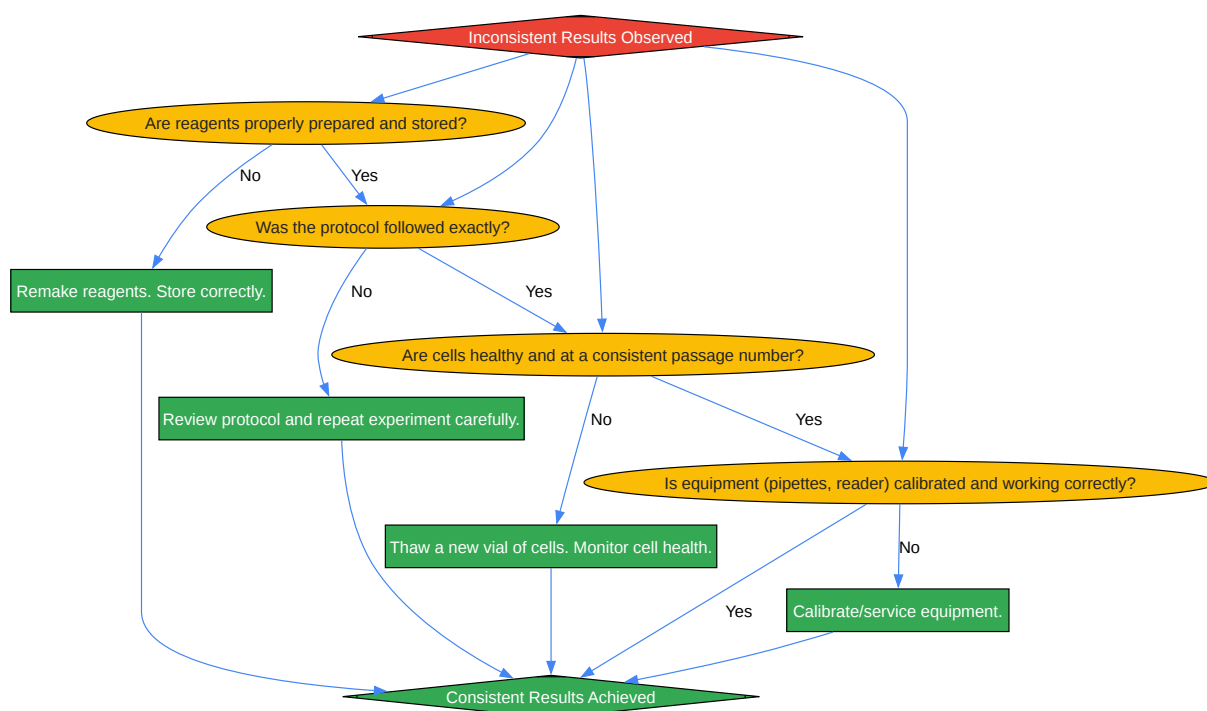 Inconsistent Results Observed
Are reagents properly prepared and stored?
No
Yes
Was the protocol followed exactly?
Remake reagents. Store correctly.
No
Yes
Are cells healthy and at a consistent passage number?
Review protocol and repeat experiment carefully.
No
Yes
Is equipment (pipettes, reader) calibrated and working correctly?
Thaw a new vial of cells. Monitor cell health.
No
Yes
Calibrate/service equipment.
Consistent Results Achieved